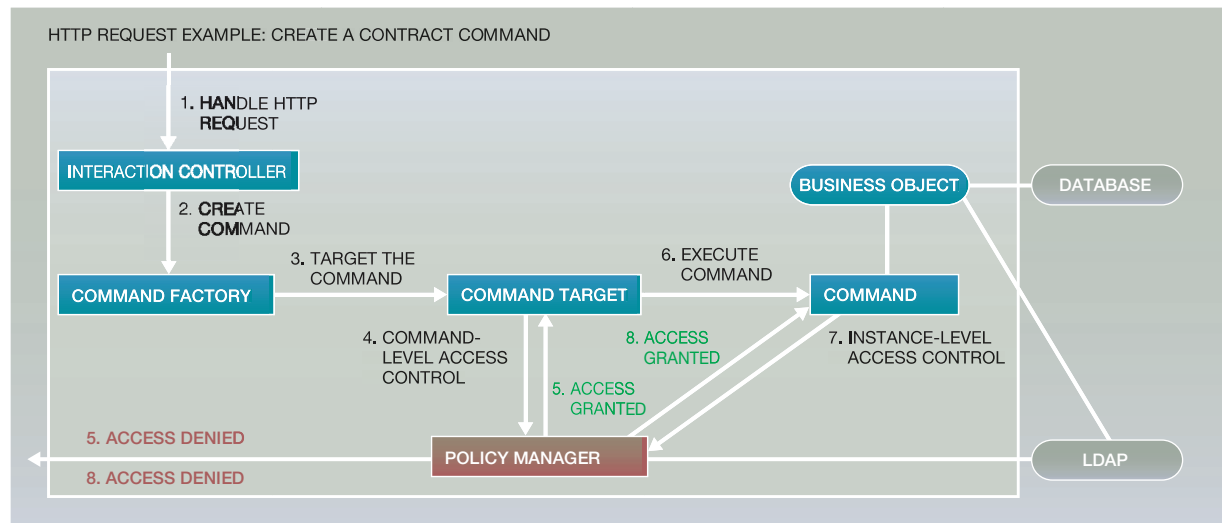 HTTP REQUEST EXAMPLE: CREATE A CONTRACT COMMAND
1. HANDLE HTTP
REQUEST
INTERACTION CONTROLLER
BUSINESS OBJECT
DATABASE
2. CREATE
COMMAND
3. TARGET THE
COMMAND
6. EXECUTE
COMMAND
COMMAND FACTORY
COMMAND TARGET
COMMAND
4. COMMAND-
LEVEL ACCESS
CONTROL
8. ACCESS
GRANTED
7. INSTANCE-LEVEL
ACCESS CONTROL
5. ACCESS
GRANTED
5. ACCESS DENIED
POLICY MANAGER
LDAP
8. ACCESS DENIED